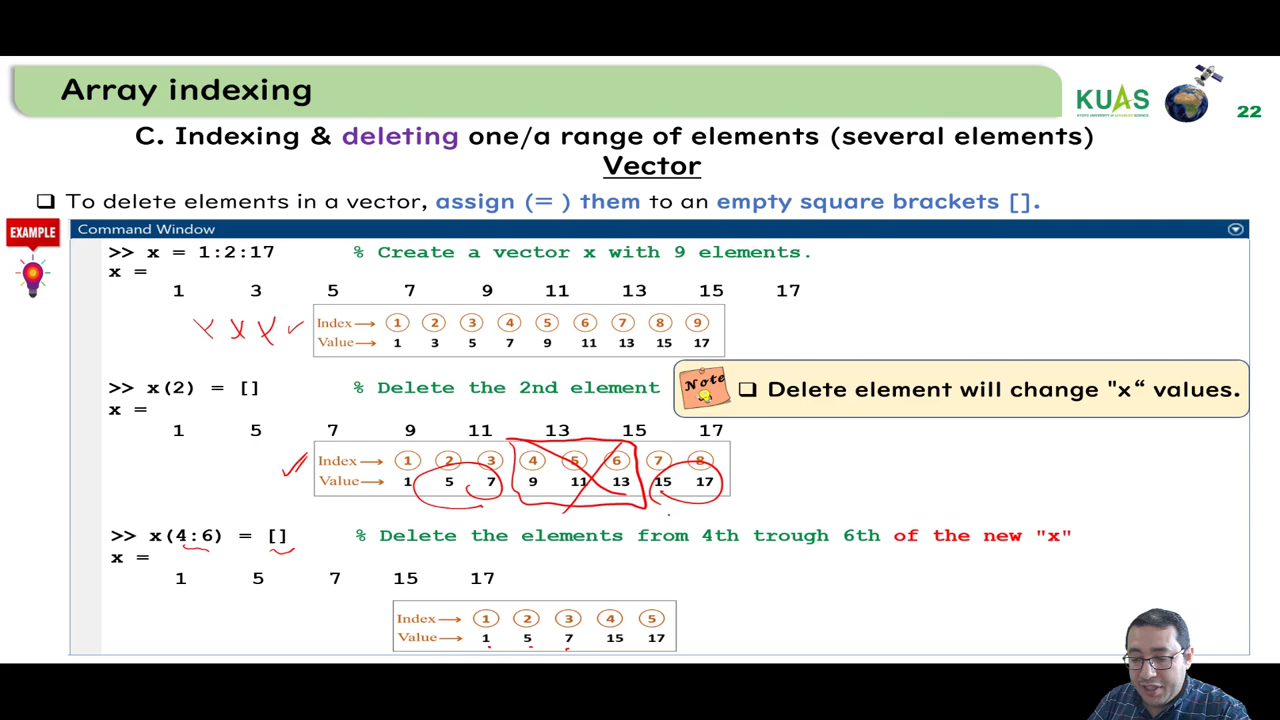 Array indexing
KUAS
22
C. Indexing & deleting one/a range of elements (several elements)
Vector
❑ To delete elements in a vector, assign (= ) them to an empty square brackets [].
EXAMPLE
Command Window
>> x = 1:2:17 % Create a vector x with 9 elements.
x =
1 3 5 7 9 11 13 15 17
Index→ 1 2 3 4 5 6 7 8 9
Value→ 1 3 5 7 9 11 13 15 17
>> x(2) = [] % Delete the 2nd element
Note
❑ Delete element will change "x“ values.
x =
1 5 7 9 11 13 15 17
Index→ 1 2 3 4 5 6 7 8
Value→ 1 5 7 9 11 13 15 17
>> x(4:6) = [] % Delete the elements from 4th trough 6th of the new "x"
x =
1 5 7 15 17
Index→ 1 2 3 4 5
Value→ 1 5 7 15 17